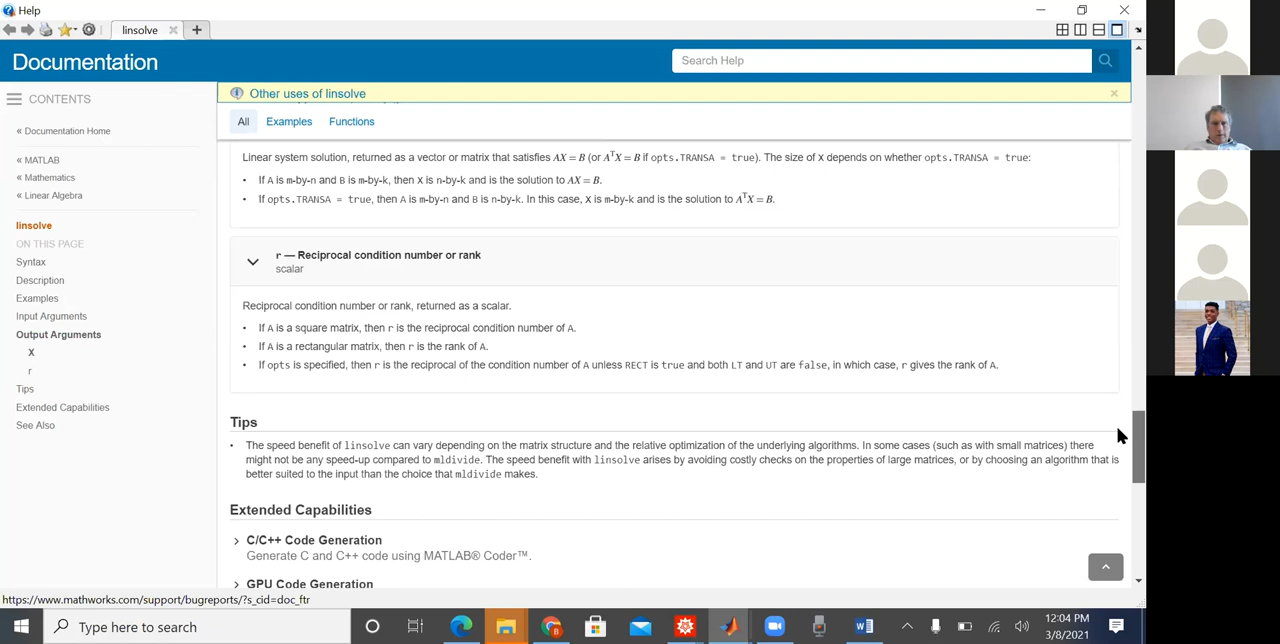 Help
linsolve
Documentation
Search Help
CONTENTS
Other uses of linsolve
All Examples Functions
« Documentation Home
« MATLAB
« Mathematics
« Linear Algebra
linsolve
ON THIS PAGE
Syntax
Description
Examples
Input Arguments
Output Arguments
X
r
Tips
Extended Capabilities
See Also
Linear system solution, returned as a vector or matrix that satisfies AX = B (or AᵀX = B if opts.TRANSA = true). The size of X depends on whether opts.TRANSA = true:
• If A is m-by-n and B is m-by-k, then X is n-by-k and is the solution to AX = B.
• If opts.TRANSA = true, then A is m-by-n and B is n-by-k. In this case, X is m-by-k and is the solution to AᵀX = B.
r — Reciprocal condition number or rank
scalar
Reciprocal condition number or rank, returned as a scalar.
• If A is a square matrix, then r is the reciprocal condition number of A.
• If A is a rectangular matrix, then r is the rank of A.
• If opts is specified, then r is the reciprocal of the condition number of A unless RECT is true and both LT and UT are false, in which case, r gives the rank of A.
Tips
• The speed benefit of linsolve can vary depending on the matrix structure and the relative optimization of the underlying algorithms. In some cases (such as with small matrices) there
might not be any speed-up compared to mldivide. The speed benefit with linsolve arises by avoiding costly checks on the properties of large matrices, or by choosing an algorithm that is
better suited to the input than the choice that mldivide makes.
Extended Capabilities
C/C++ Code Generation
Generate C and C++ code using MATLAB® Coder™.
GPU Code Generation
https://www.mathworks.com/support/bugreports/?s_cid=doc_ftr
Type here to search
12:04 PM
3/8/2021